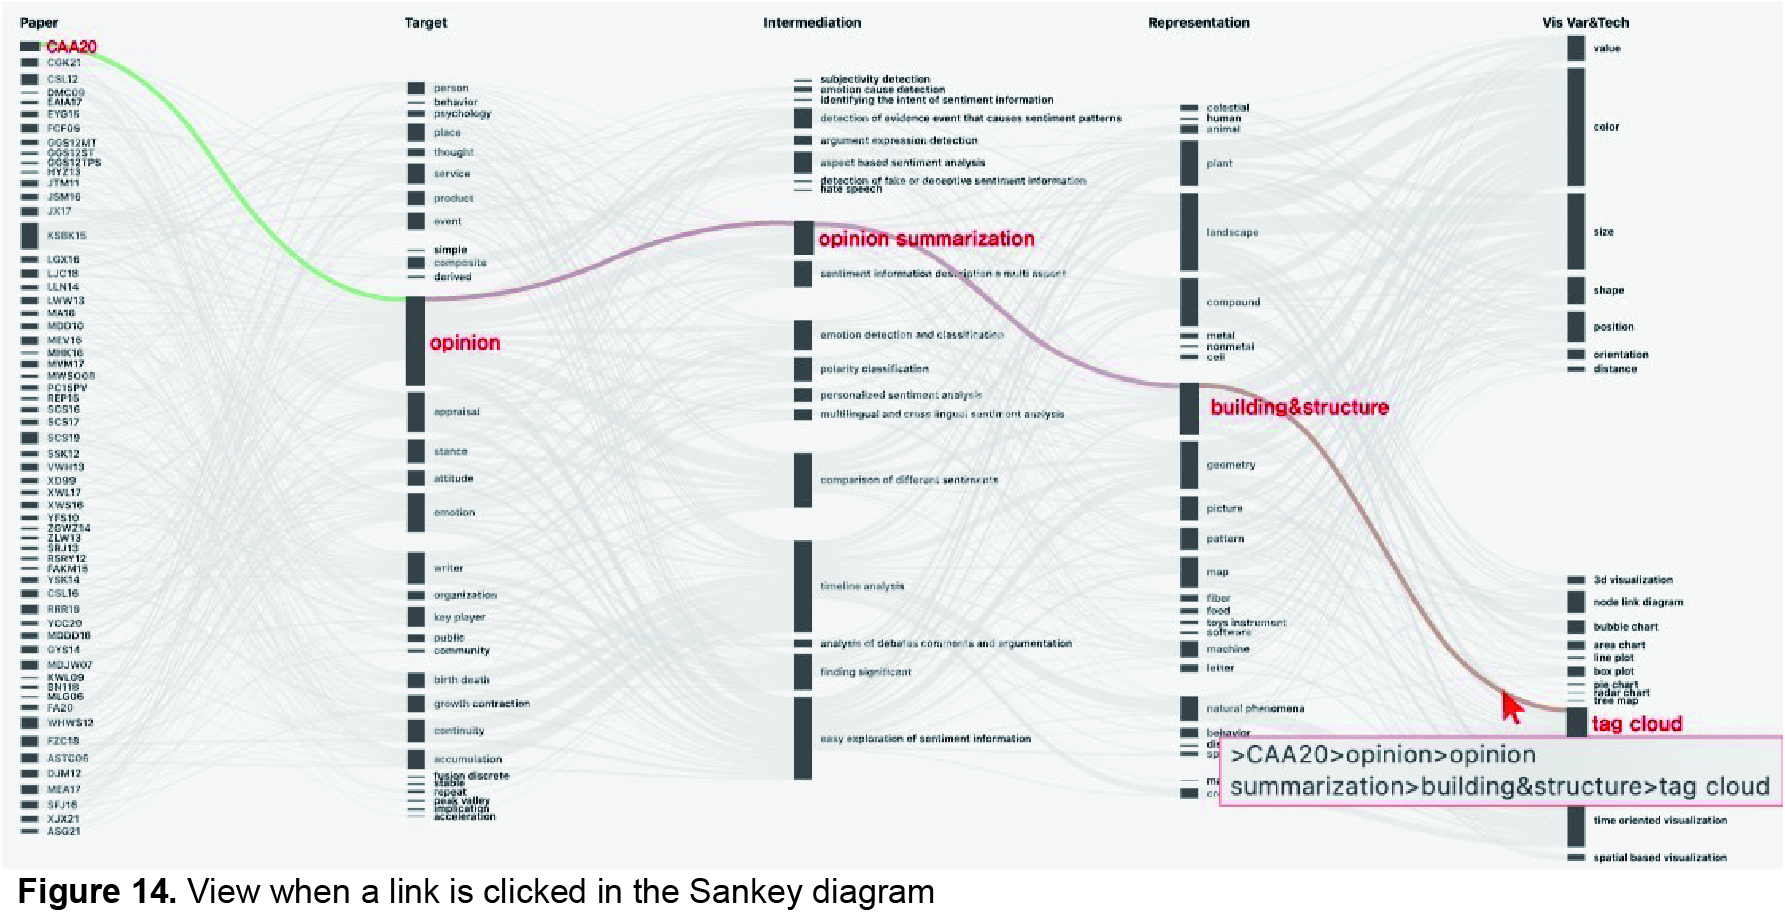 Paper
Target
Intermediation
Representation
Vis Var&Tech
CAA20
CGK21
CSL12
DMC09
EAIA17
EYG15
FCF09
GGS12MT
GGS12ST
GGS12TPS
HYZ13
JTM11
JSM16
JX17
KSBK15
LGX16
LJC18
LLN14
LWW13
MA16
MDD10
MEV16
MHK16
MVM17
MWSO08
PC15PV
REP15
SCS16
SCS17
SCS19
SSK12
VWH13
XD99
XWL17
XWS16
YFS10
ZGWZ14
ZLW13
SRJ13
RSRY12
FAKM15
YSK14
CSL16
RRR19
YCC20
MDDD16
GYS14
MDJW07
KWL09
BN118
MLG06
FA20
WHWS12
FZC18
ASTC06
DJM12
MEA17
SFJ16
XJX21
ASG21
person
behavior
psychology
place
thought
service
product
event
simple
composite
derived
opinion
appraisal
stance
attitude
emotion
writer
organization
key player
public
community
birth death
growth contraction
continuity
accumulation
fusion discrete
stable
repeat
peak valley
implication
acceleration
subjectivity detection
emotion cause detection
identifying the intent of sentiment information
detection of evidence event that causes sentiment patterns
argument expression detection
aspect based sentiment analysis
detection of fake or deceptive sentiment information
hate speech
opinion summarization
sentiment information description a multi aspect
emotion detection and classification
polarity classification
personalized sentiment analysis
multilingual and cross lingual sentiment analysis
comparison of different sentiments
timeline analysis
analysis of debates comments and argumentation
finding significant
easy exploration of sentiment information
celestial
human
animal
plant
landscape
compound
metal
nonmetal
cell
building&structure
geometry
picture
pattern
map
fiber
food
toys instrument
software
machine
letter
natural phenomena
behavior
value
color
size
shape
position
orientation
distance
3d visualization
node link diagram
bubble chart
area chart
line plot
box plot
pie chart
radar chart
tree map
tag cloud
>CAA20>opinion>opinion
summarization>building&structure>tag cloud
time oriented visualization
spatial based visualization
Figure 14. View when a link is clicked in the Sankey diagram